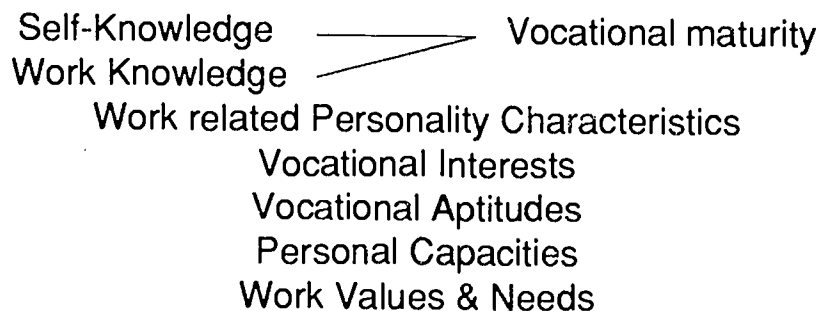 Self-Knowledge Vocational maturity
Work Knowledge
Work related Personality Characteristics
Vocational Interests
Vocational Aptitudes
Personal Capacities
Work Values & Needs